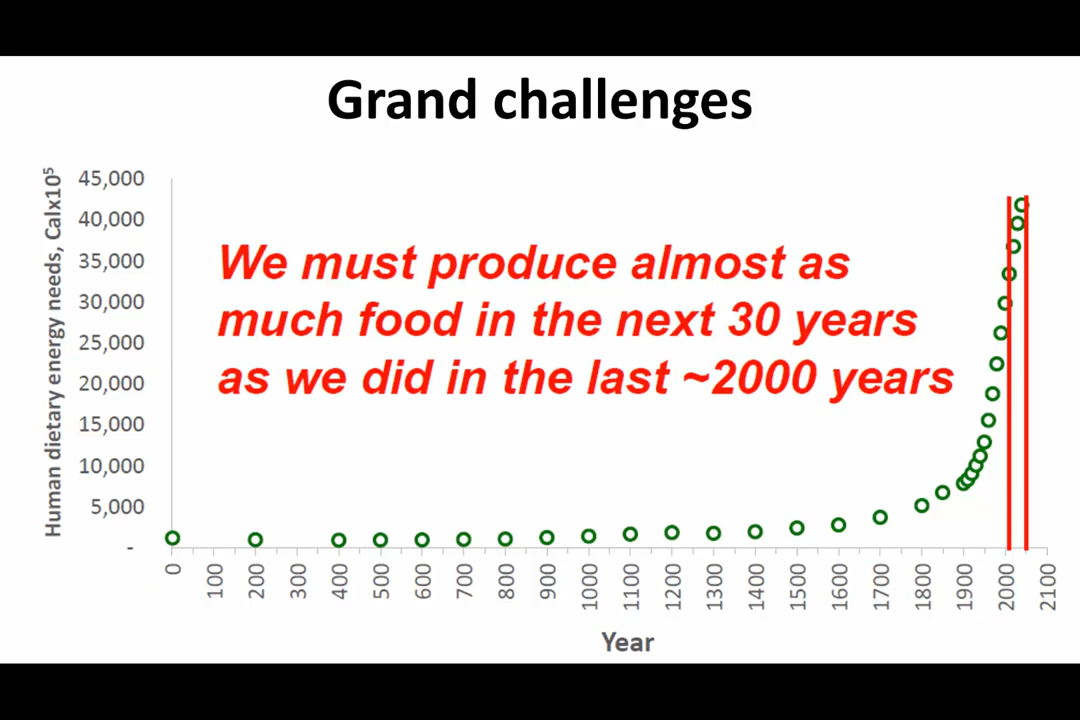 Grand challenges
Human dietary energy needs, Calx10⁵
45,000
40,000
35,000
30,000
25,000
20,000
15,000
10,000
5,000
-
We must produce almost as
much food in the next 30 years
as we did in the last ~2000 years
0 100 200 300 400 500 600 700 800 900 1000 1100 1200 1300 1400 1500 1600 1700 1800 1900 2000 2100
Year